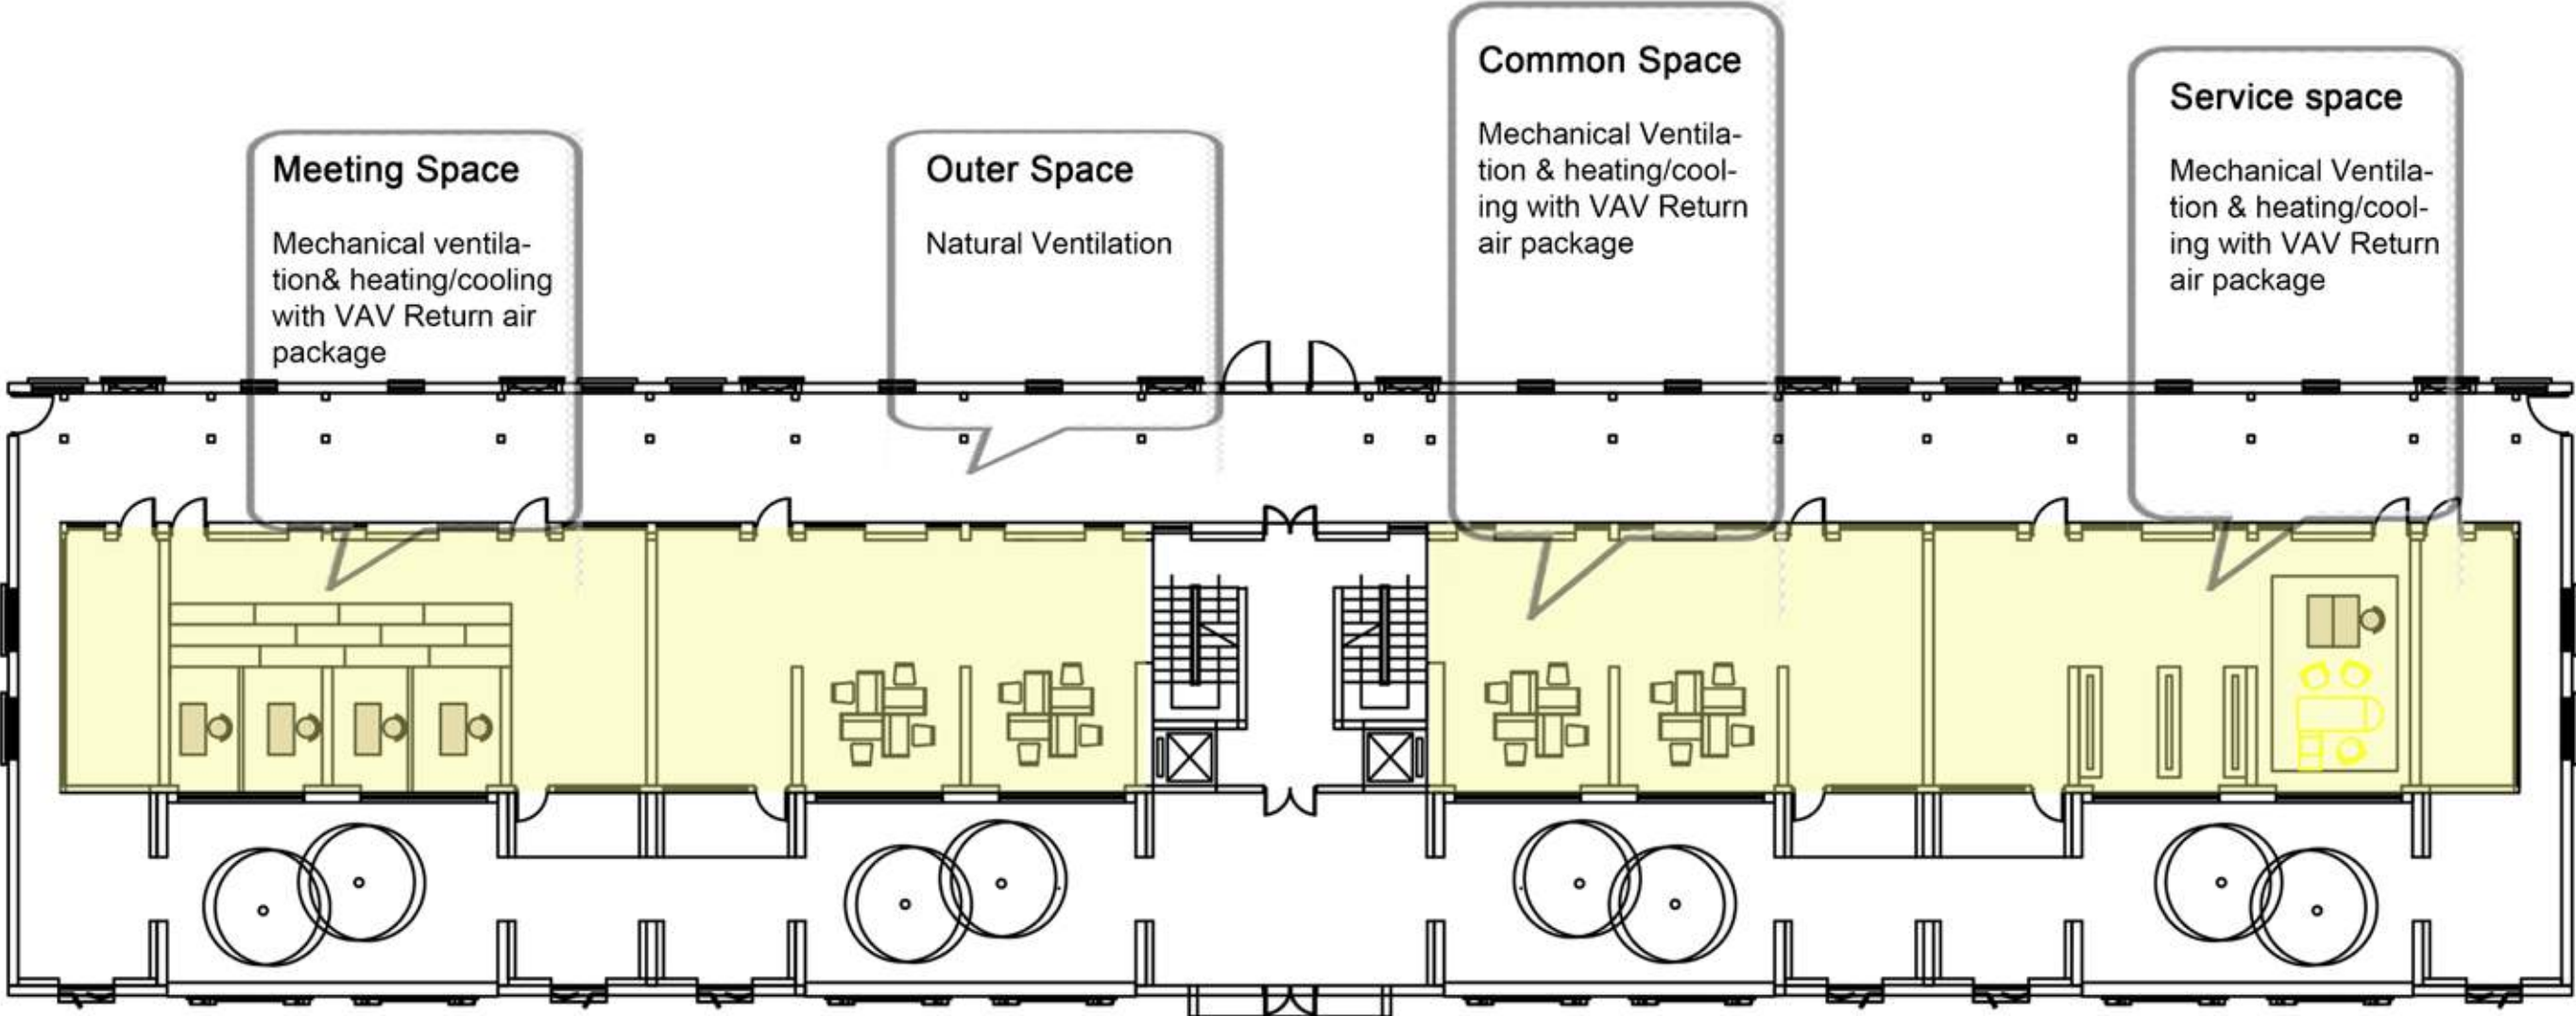 Meeting Space
Mechanical ventila-
tion& heating/cooling
with VAV Return air
package
Outer Space
Natural Ventilation
Common Space
Mechanical Ventila-
tion & heating/cool-
ing with VAV Return
air package
Service space
Mechanical Ventila-
tion & heating/cool-
ing with VAV Return
air package